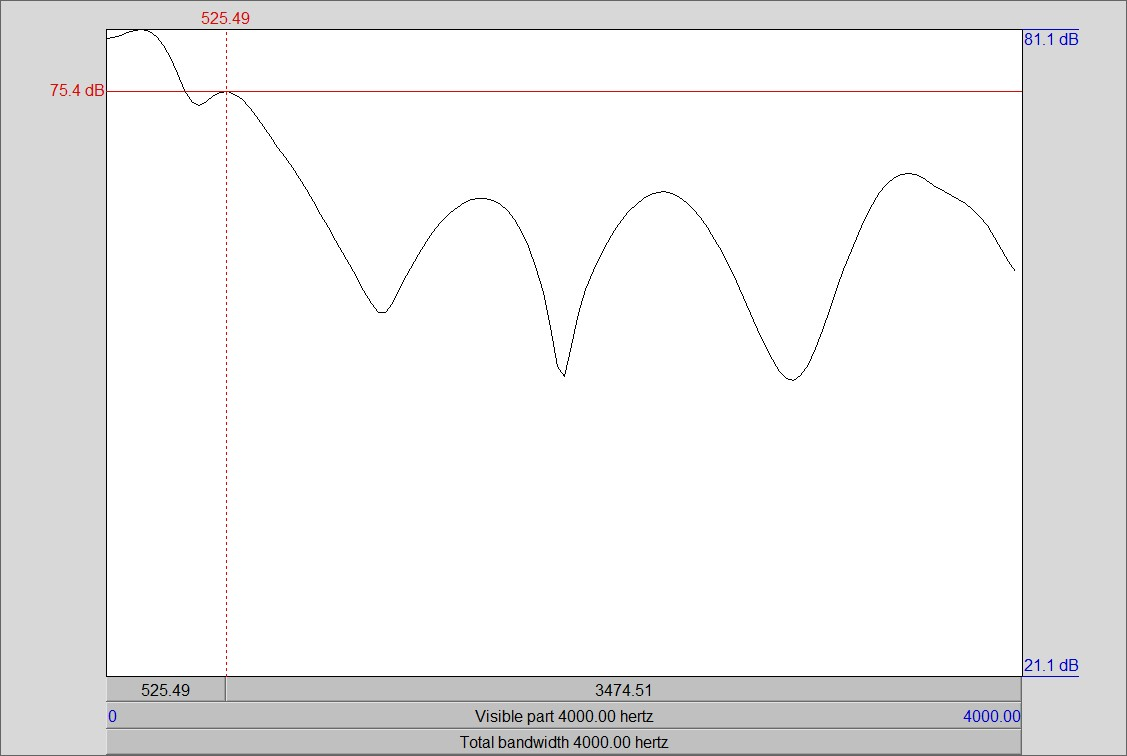 525.49
81.1 dB
75.4 dB
21.1 dB
525.49 3474.51
0 Visible part 4000.00 hertz 4000.00
Total bandwidth 4000.00 hertz